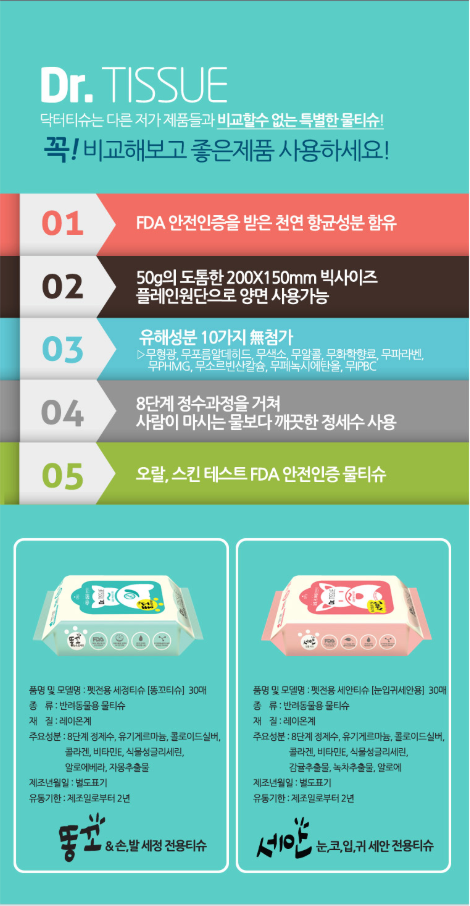 Dr. TISSUE
닥터티슈는 다른 저가 제품들과 비교할수 없는 특별한 물티슈!
꼭! 비교해보고 좋은제품 사용하세요!
01
FDA 안전인증을 받은 천연 항균성분 함유
02
50g의 도톰한 200X150mm 빅사이즈
플레인원단으로 양면 사용가능
03
유해성분 10가지 無첨가
▷무형광, 무포름알데히드, 무색소, 무알콜, 무화학향료, 무파라벤,
무PHMG, 무소르빈산칼슘, 무페녹시에탄올, 무IPBC
04
8단계 정수과정을 거쳐
사람이 마시는 물보다 깨끗한 정세수 사용
05
오랄, 스킨 테스트 FDA 안전인증 물티슈
품명 및 모델명 : 펫전용 세정티슈 [똥꼬티슈] 30매
종 류 : 반려동물용 물티슈
재 질 : 레이온계
주요성분 : 8단계 정제수, 유기게르마늄, 콜로이드실버,
콜라겐, 비타민E, 식물성글리세린,
알로에베라, 자몽추출물
제조년월일 : 별도표기
유통기한 : 제조일로부터 2년
똥꼬 & 손,발 세정 전용티슈
품명 및 모델명 : 펫전용 세안티슈 [눈입귀세안용] 30매
종 류 : 반려동물용 물티슈
재 질 : 레이온계
주요성분 : 8단계 정제수, 유기게르마늄, 콜로이드실버,
콜라겐, 비타민E, 식물성글리세린,
감귤추출물, 녹차추출물, 알로에
제조년월일 : 별도표기
유통기한 : 제조일로부터 2년
세안 눈,코,입,귀 세안 전용티슈